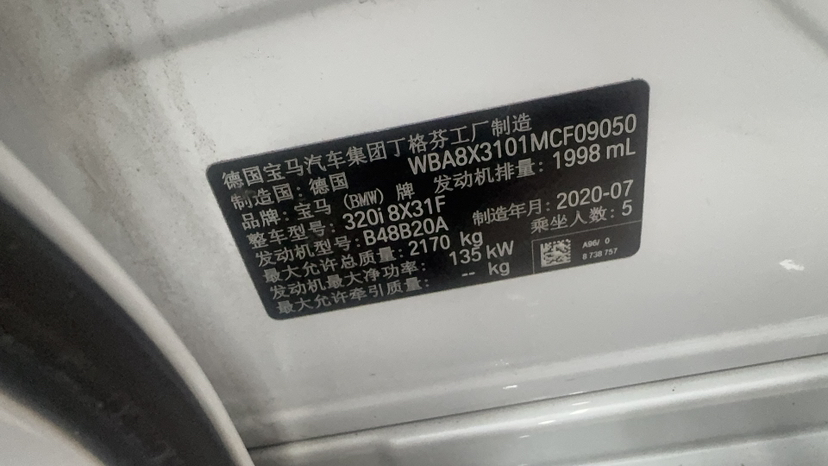 德国宝马汽车集团丁格芬工厂制造
制造国：德国 WBA8X3101MCF09050
品牌：宝马（BMW）牌 发动机排量：1998 mL
整车型号：320i 8X31F
发动机型号：B48B20A 制造年月：2020-07
最大允许总质量：2170 kg 乘坐人数：5
发动机最大净功率：135 kW
最大允许牵引质量：-- kg
A96/ 0
8 738 757